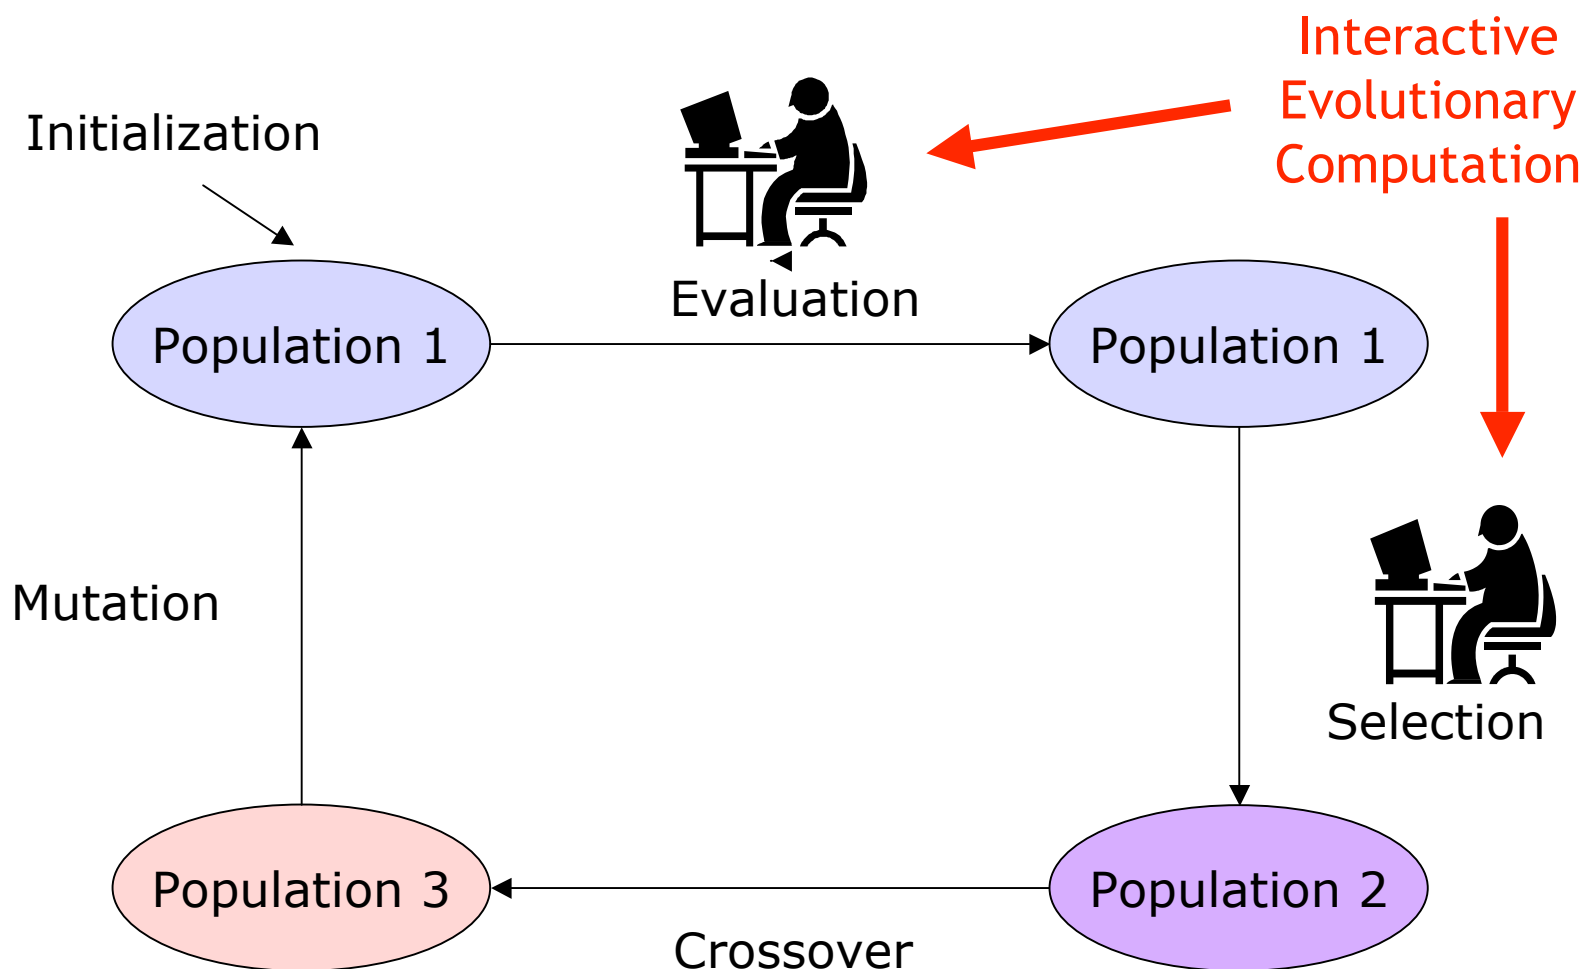 Interactive
Evolutionary
Computation
Initialization
Evaluation
Population 1
Population 1
Mutation
Selection
Population 3
Population 2
Crossover